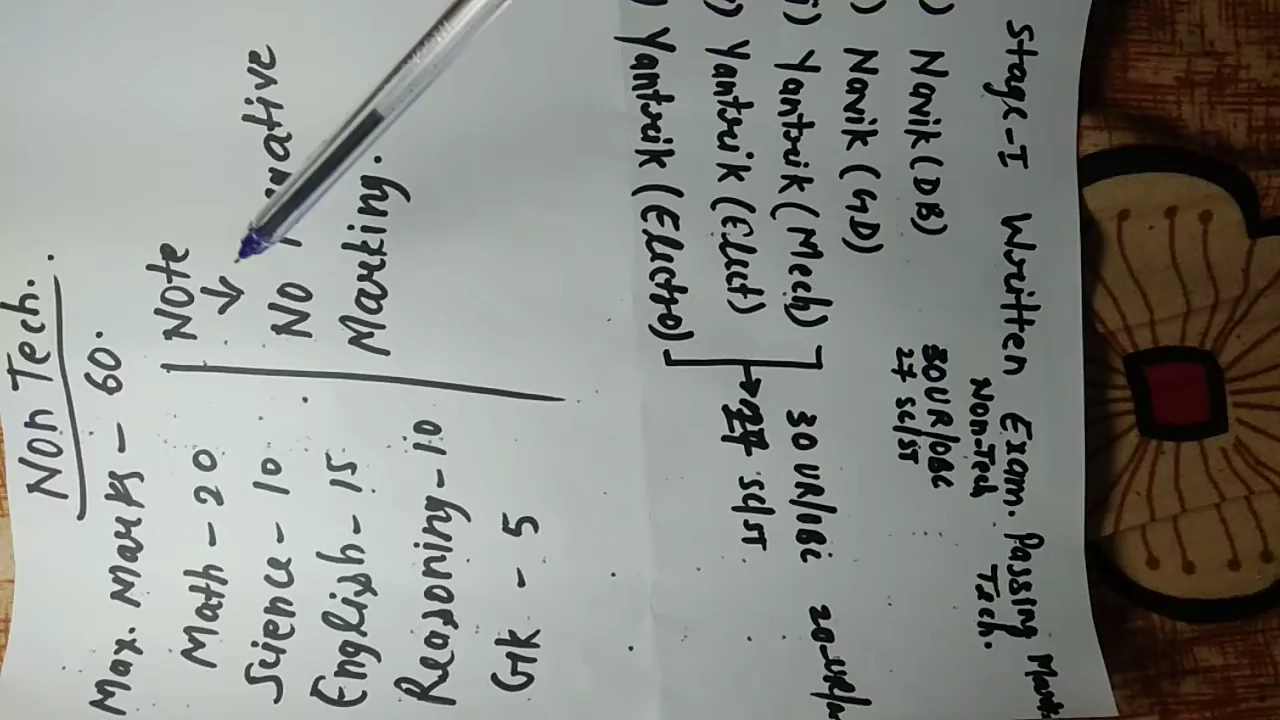 Non Tech.
Max. Marks - 60.
Math - 20
Science - 10
English - 15
Reasoning - 10
GK - 5
Note
↓
No
Marking.
Stage-I Written Exam. Passing
Non-Tech Tech.
) Navik (DB) 30 UR/OBC
27 SC/ST
) Navik (GD)
i) Yantrik (Mech) 30 UR/OBC 20-UR/
) Yantrik (Elect) → 27 SC/ST
) Yantrik (Electro)